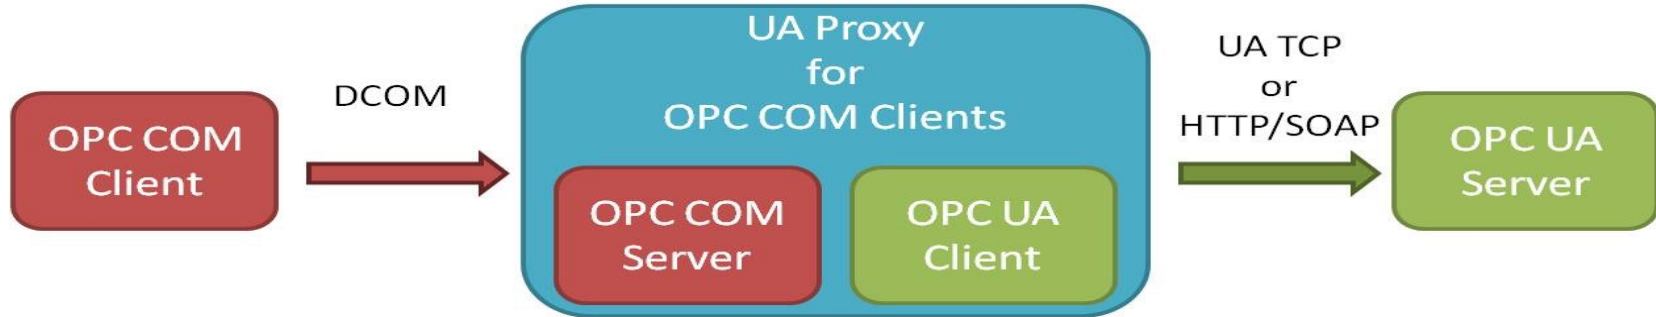 OPC COM
Client
DCOM
UA Proxy
for
OPC COM Clients
OPC COM
Server
OPC UA
Client
UA TCP
or
HTTP/SOAP
OPC UA
Server